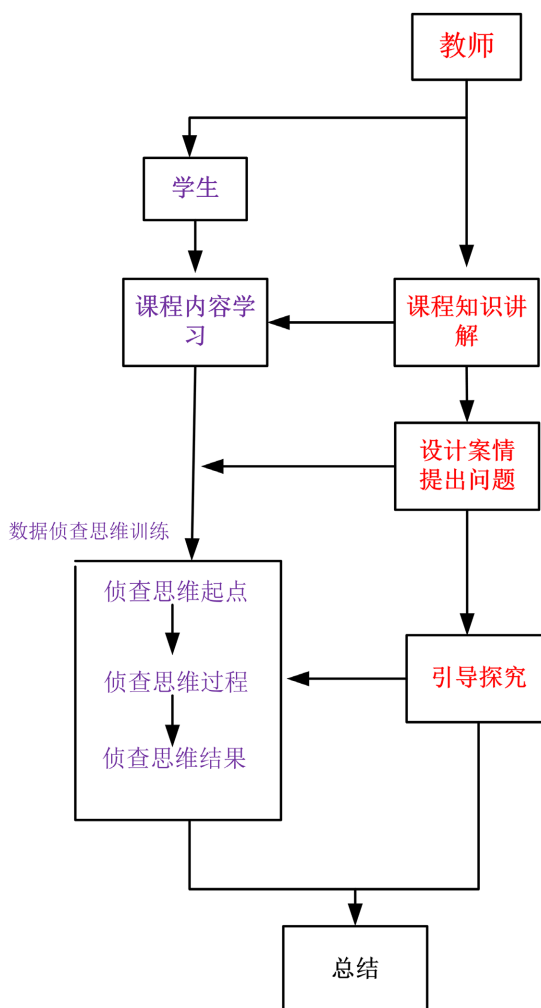 教师
学生
课程内容学
习
课程知识讲
解
设计案情
提出问题
数据侦查思维训练
侦查思维起点
侦查思维过程
引导探究
侦查思维结果
总结